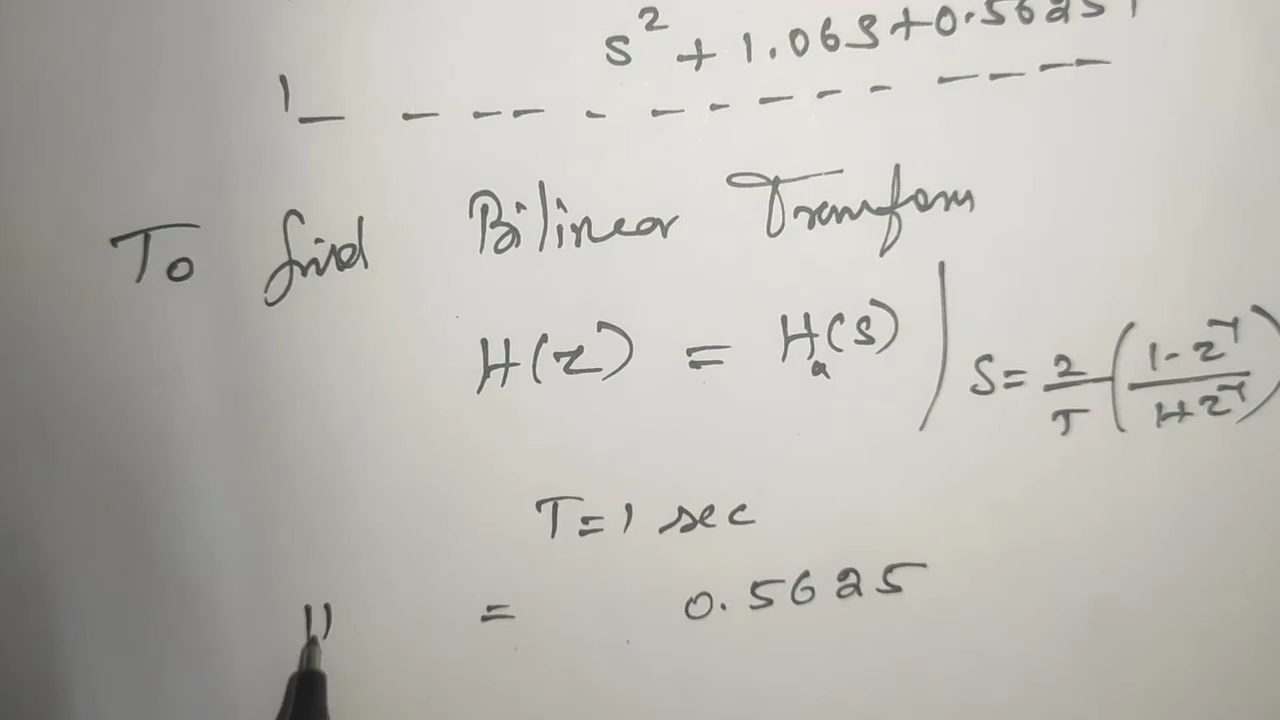 s² + 1.06s + 0.5625
To find Bilinear Transform
H(z) = Hₐ(s) | s = 2/T (1 - z⁻¹ / 1 + z⁻¹)
T = 1 sec
= 0.5625